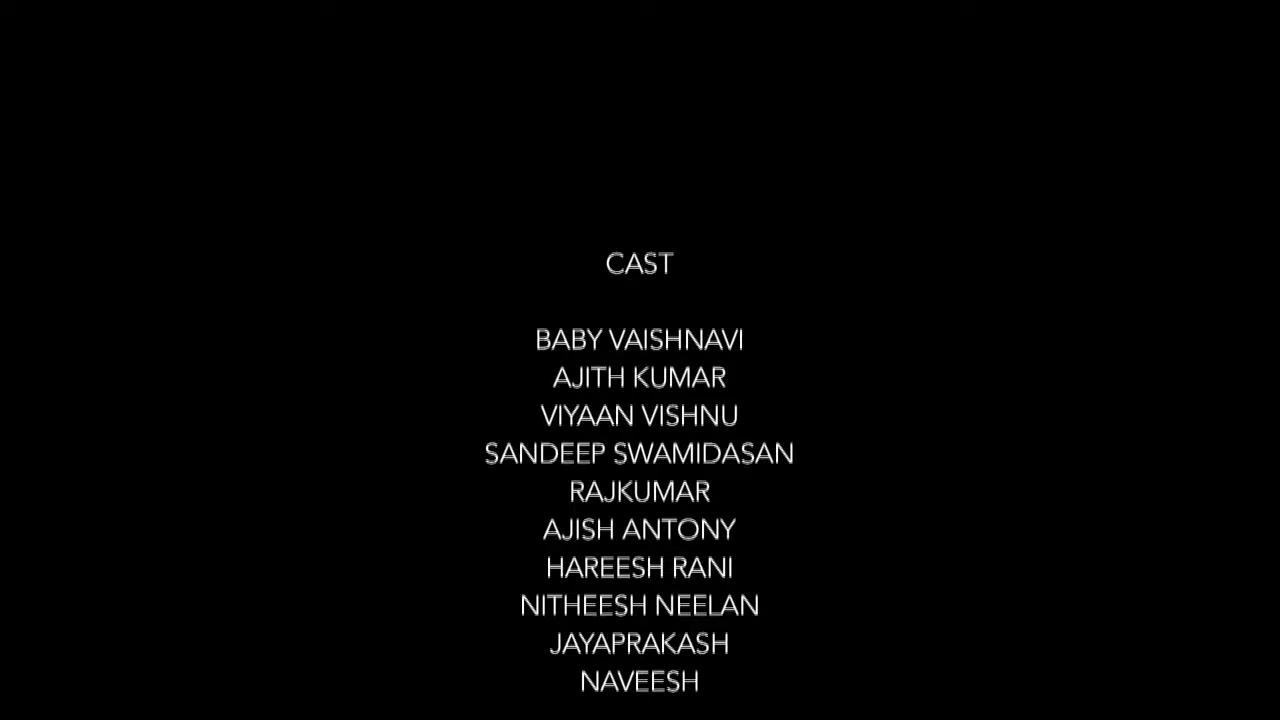 CAST
BABY VAISHNAVI
AJITH KUMAR
VIYAAN VISHNU
SANDEEP SWAMIDASAN
RAJKUMAR
AJISH ANTONY
HAREESH RANI
NITHEESH NEELAN
JAYAPRAKASH
NAVEESH